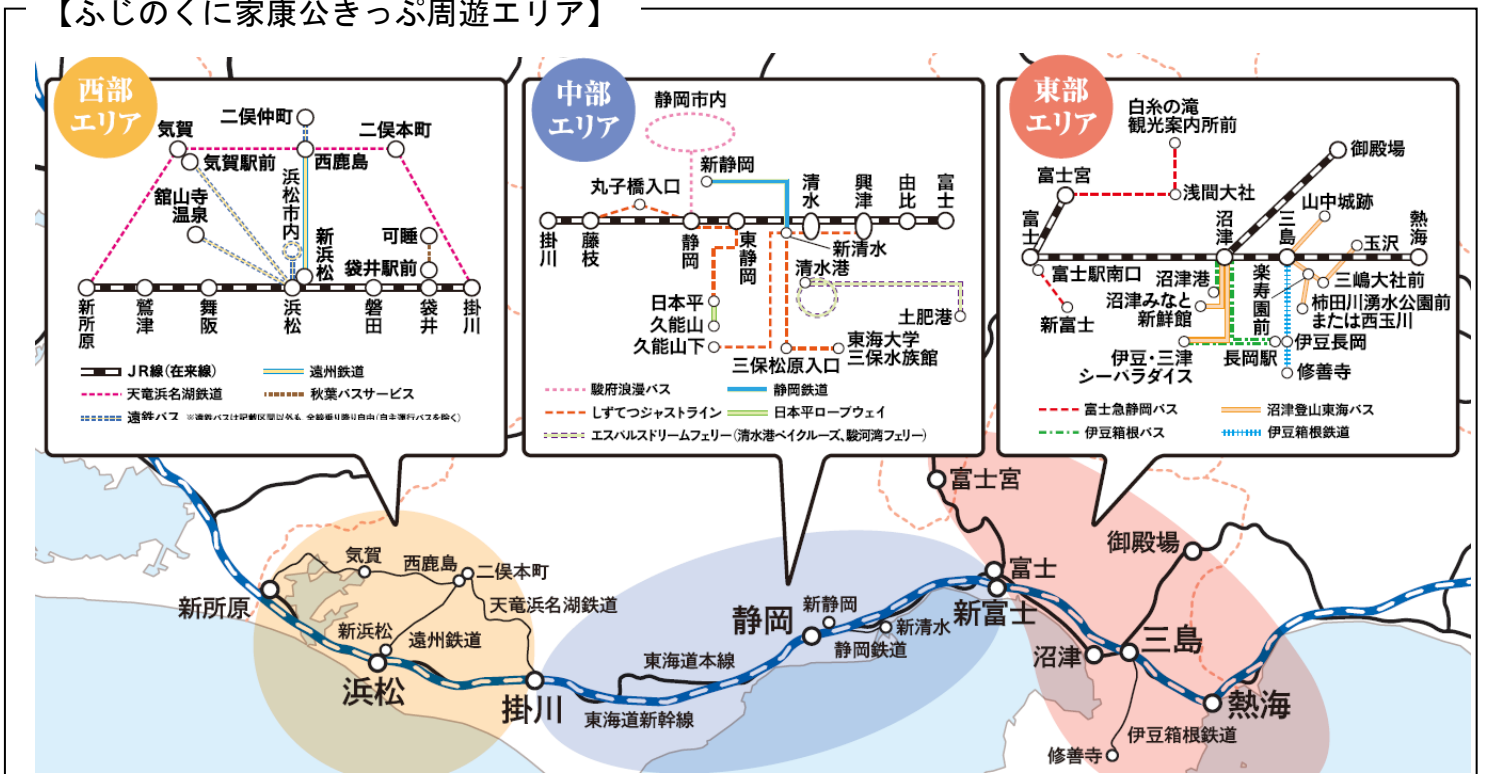 【ふじのくに家康公きっぷ周遊エリア】
西部
エリア
二俣仲町
気賀
二俣本町
気賀駅前
西鹿島
舘山寺
温泉
浜松市内
新浜松
可睡
袋井駅前
新所原
鷲津
舞阪
浜松
磐田
袋井
掛川
JR線(在来線)
遠州鉄道
天竜浜名湖鉄道
秋葉バスサービス
遠鉄バス
中部
エリア
静岡市内
新静岡
丸子橋入口
清水
興津
由比
富士
掛川
藤枝
静岡
東静岡
新清水
清水港
日本平
久能山
久能山下
土肥港
三保松原入口
東海大学
三保水族館
駿府浪漫バス
静岡鉄道
しずてつジャストライン
日本平ロープウェイ
エスパルスドリームフェリー(清水港ベイクルーズ、駿河湾フェリー)
東部
エリア
白糸の滝
観光案内所前
御殿場
富士宮
浅間大社
山中城跡
富士
沼津
三島
玉沢
熱海
富士駅南口
沼津港
楽寿園前
三嶋大社前
新富士
沼津みなと
新鮮館
柿田川湧水公園前
または西玉川
伊豆・三津
シーパラダイス
長岡駅
伊豆長岡
修善寺
富士急静岡バス
沼津登山東海バス
伊豆箱根バス
伊豆箱根鉄道
富士宮
御殿場
気賀
西鹿島
二俣本町
富士
新所原
天竜浜名湖鉄道
新静岡
新富士
新浜松
遠州鉄道
静岡
新清水
静岡鉄道
三島
沼津
浜松
東海道本線
掛川
東海道新幹線
熱海
伊豆箱根鉄道
修善寺